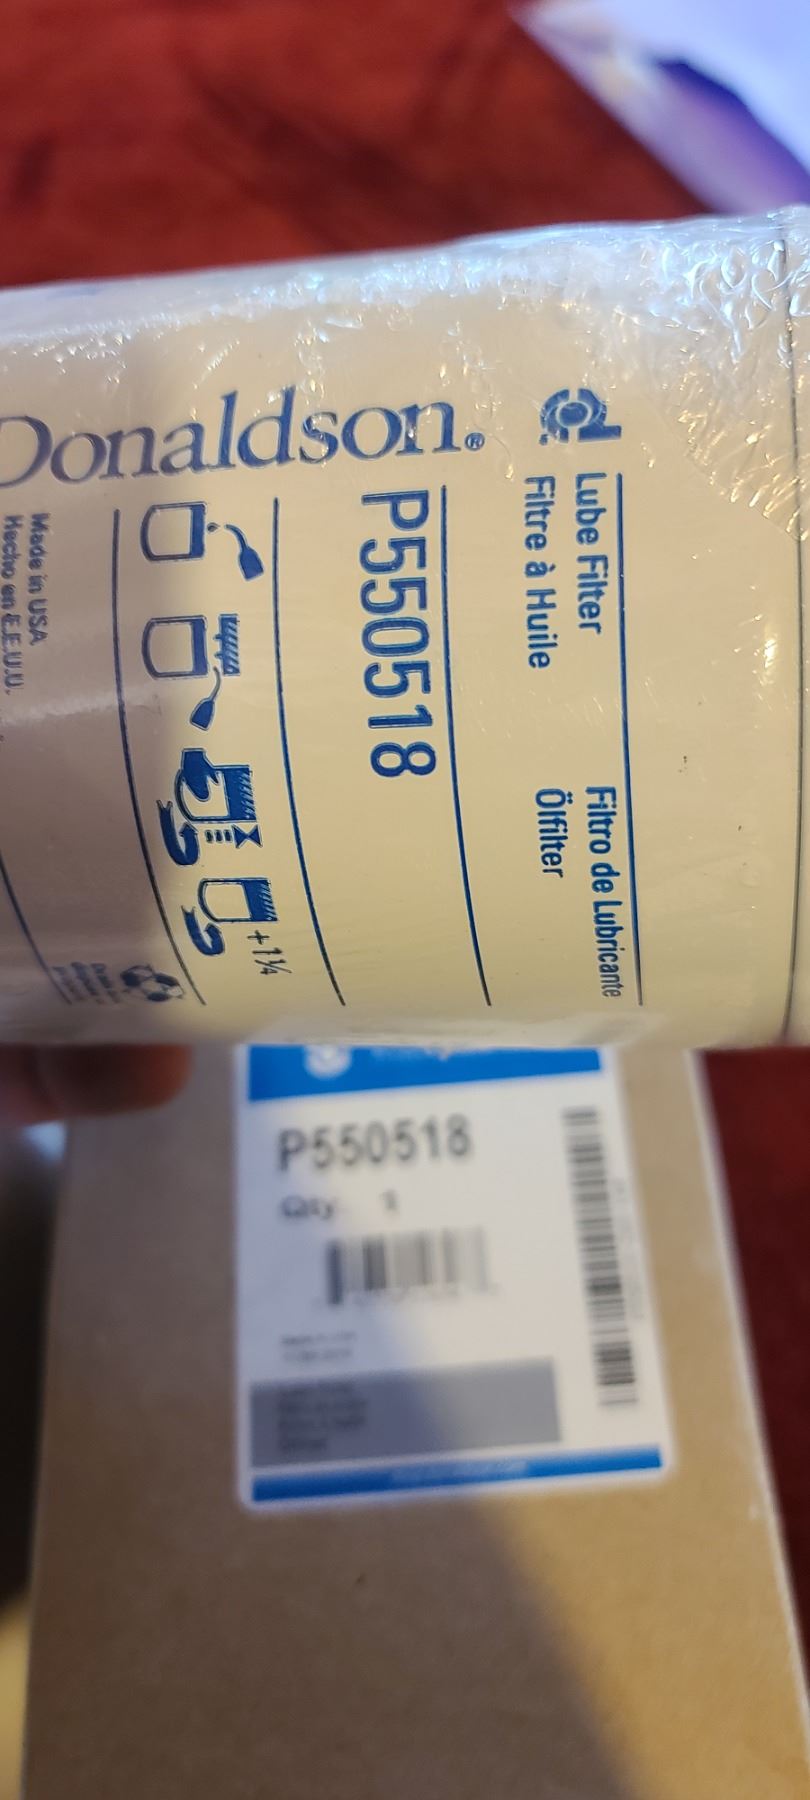 Lube Filter
Filtro de Lubricante
Filtre à Huile
Ölfilter
Donaldson®
P550518
+1¼
Made in USA
Hecho en E.E.U.U.
P550518
Qty 1